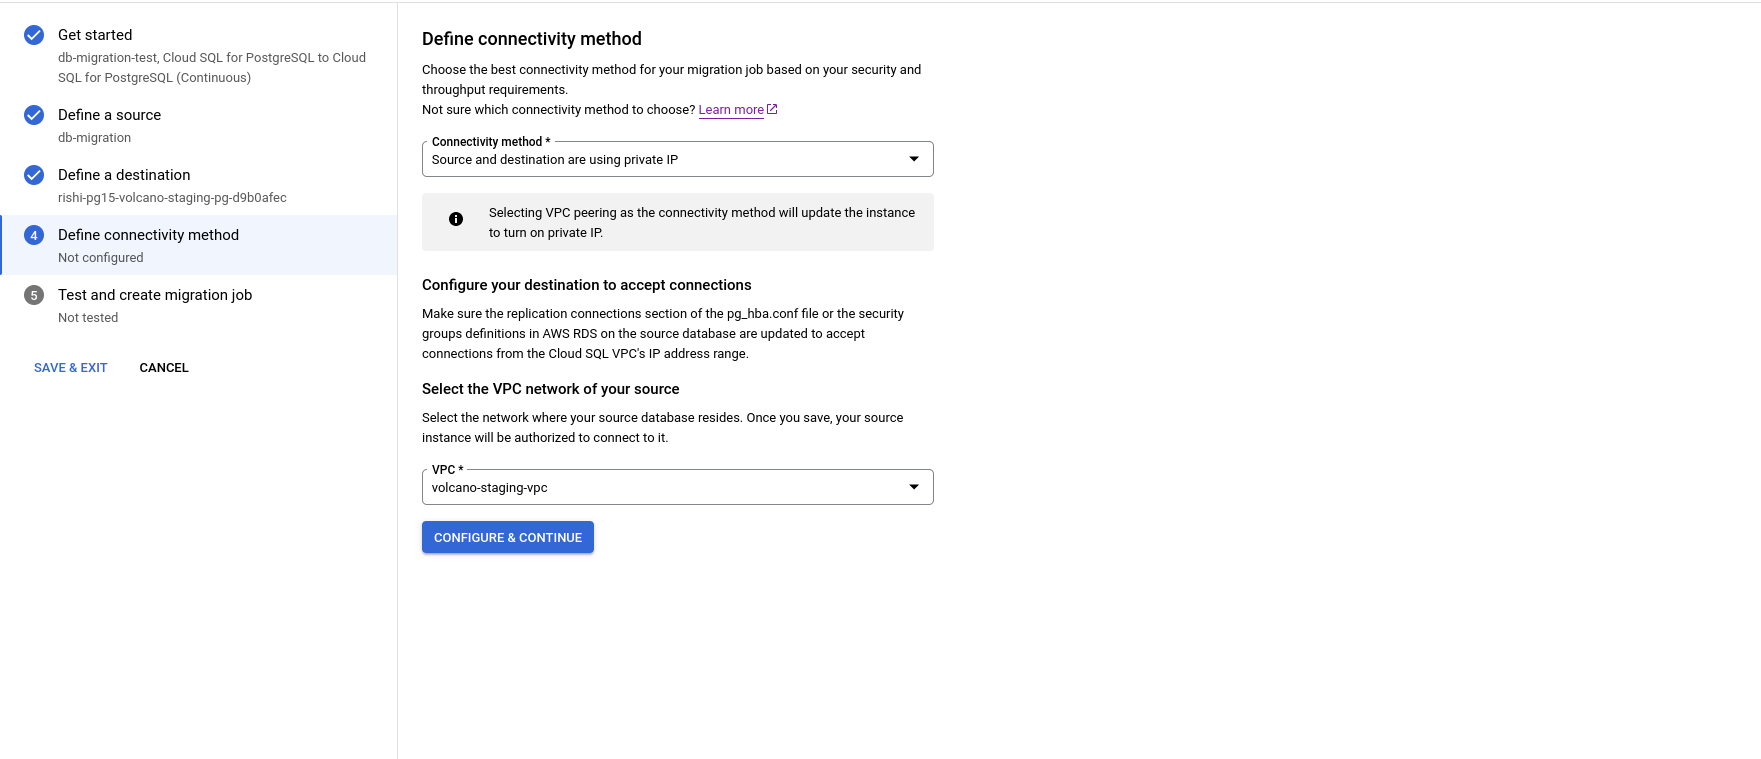 Get started
db-migration-test, Cloud SQL for PostgreSQL to Cloud
SQL for PostgreSQL (Continuous)
Define a source
db-migration
Define a destination
rishi-pg15-volcano-staging-pg-d9b0afec
4 Define connectivity method
Not configured
5 Test and create migration job
Not tested
SAVE & EXIT CANCEL
Define connectivity method
Choose the best connectivity method for your migration job based on your security and
throughput requirements.
Not sure which connectivity method to choose? Learn more
Connectivity method *
Source and destination are using private IP
Selecting VPC peering as the connectivity method will update the instance
to turn on private IP.
Configure your destination to accept connections
Make sure the replication connections section of the pg_hba.conf file or the security
groups definitions in AWS RDS on the source database are updated to accept
connections from the Cloud SQL VPC's IP address range.
Select the VPC network of your source
Select the network where your source database resides. Once you save, your source
instance will be authorized to connect to it.
VPC *
volcano-staging-vpc
CONFIGURE & CONTINUE